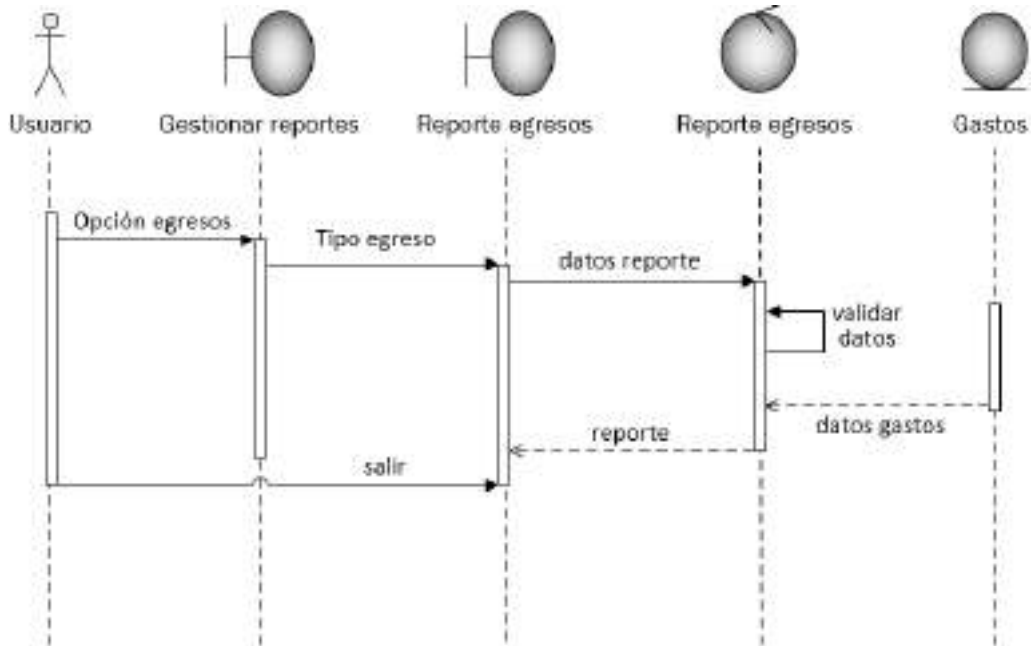 Usuario
Gestionar reportes
Reporte egresos
Reporte egresos
Gastos
Opción egresos
Tipo egreso
datos reporte
validar
datos
datos gastos
reporte
salir